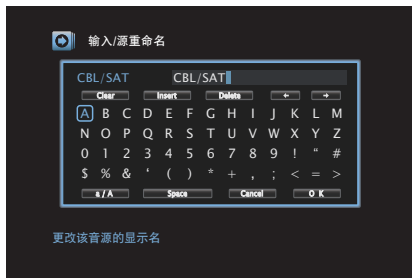 输入/源重命名
CBL/SAT CBL/SAT
Clear Insert Delete ← →
A B C D E F G H I J K L M
N O P Q R S T U V W X Y Z
0 1 2 3 4 5 6 7 8 9 ! “ #
$ % & ‘ ( ) * + , ; < = >
a / A Space Cancel O K
更改该音源的显示名